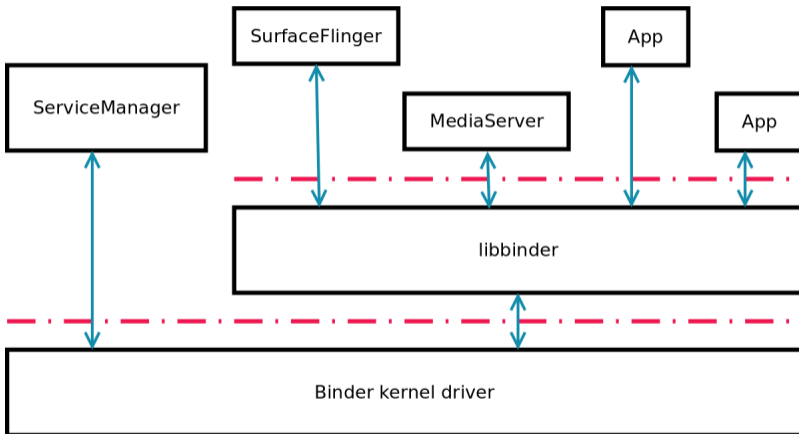 SurfaceFlinger
App
ServiceManager
MediaServer
App
libbinder
Binder kernel driver